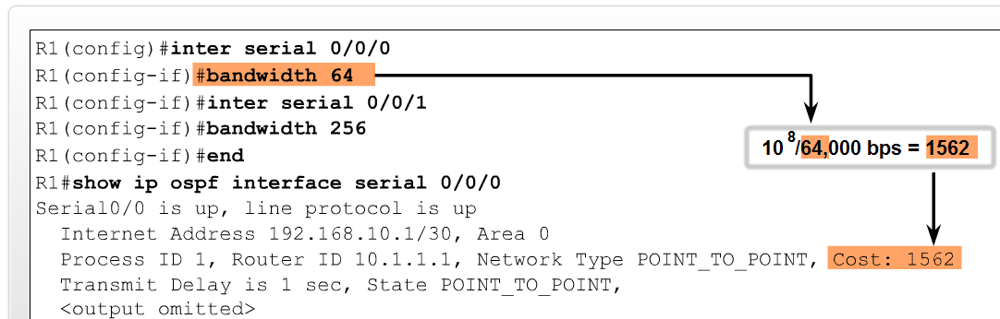 R1(config)#inter serial 0/0/0
R1(config-if)#bandwidth 64
R1(config-if)#inter serial 0/0/1
R1(config-if)#bandwidth 256
R1(config-if)#end
10^8/64,000 bps = 1562
R1#show ip ospf interface serial 0/0/0
Serial0/0 is up, line protocol is up
Internet Address 192.168.10.1/30, Area 0
Process ID 1, Router ID 10.1.1.1, Network Type POINT_TO_POINT, Cost: 1562
Transmit Delay is 1 sec, State POINT_TO_POINT,
<output omitted>